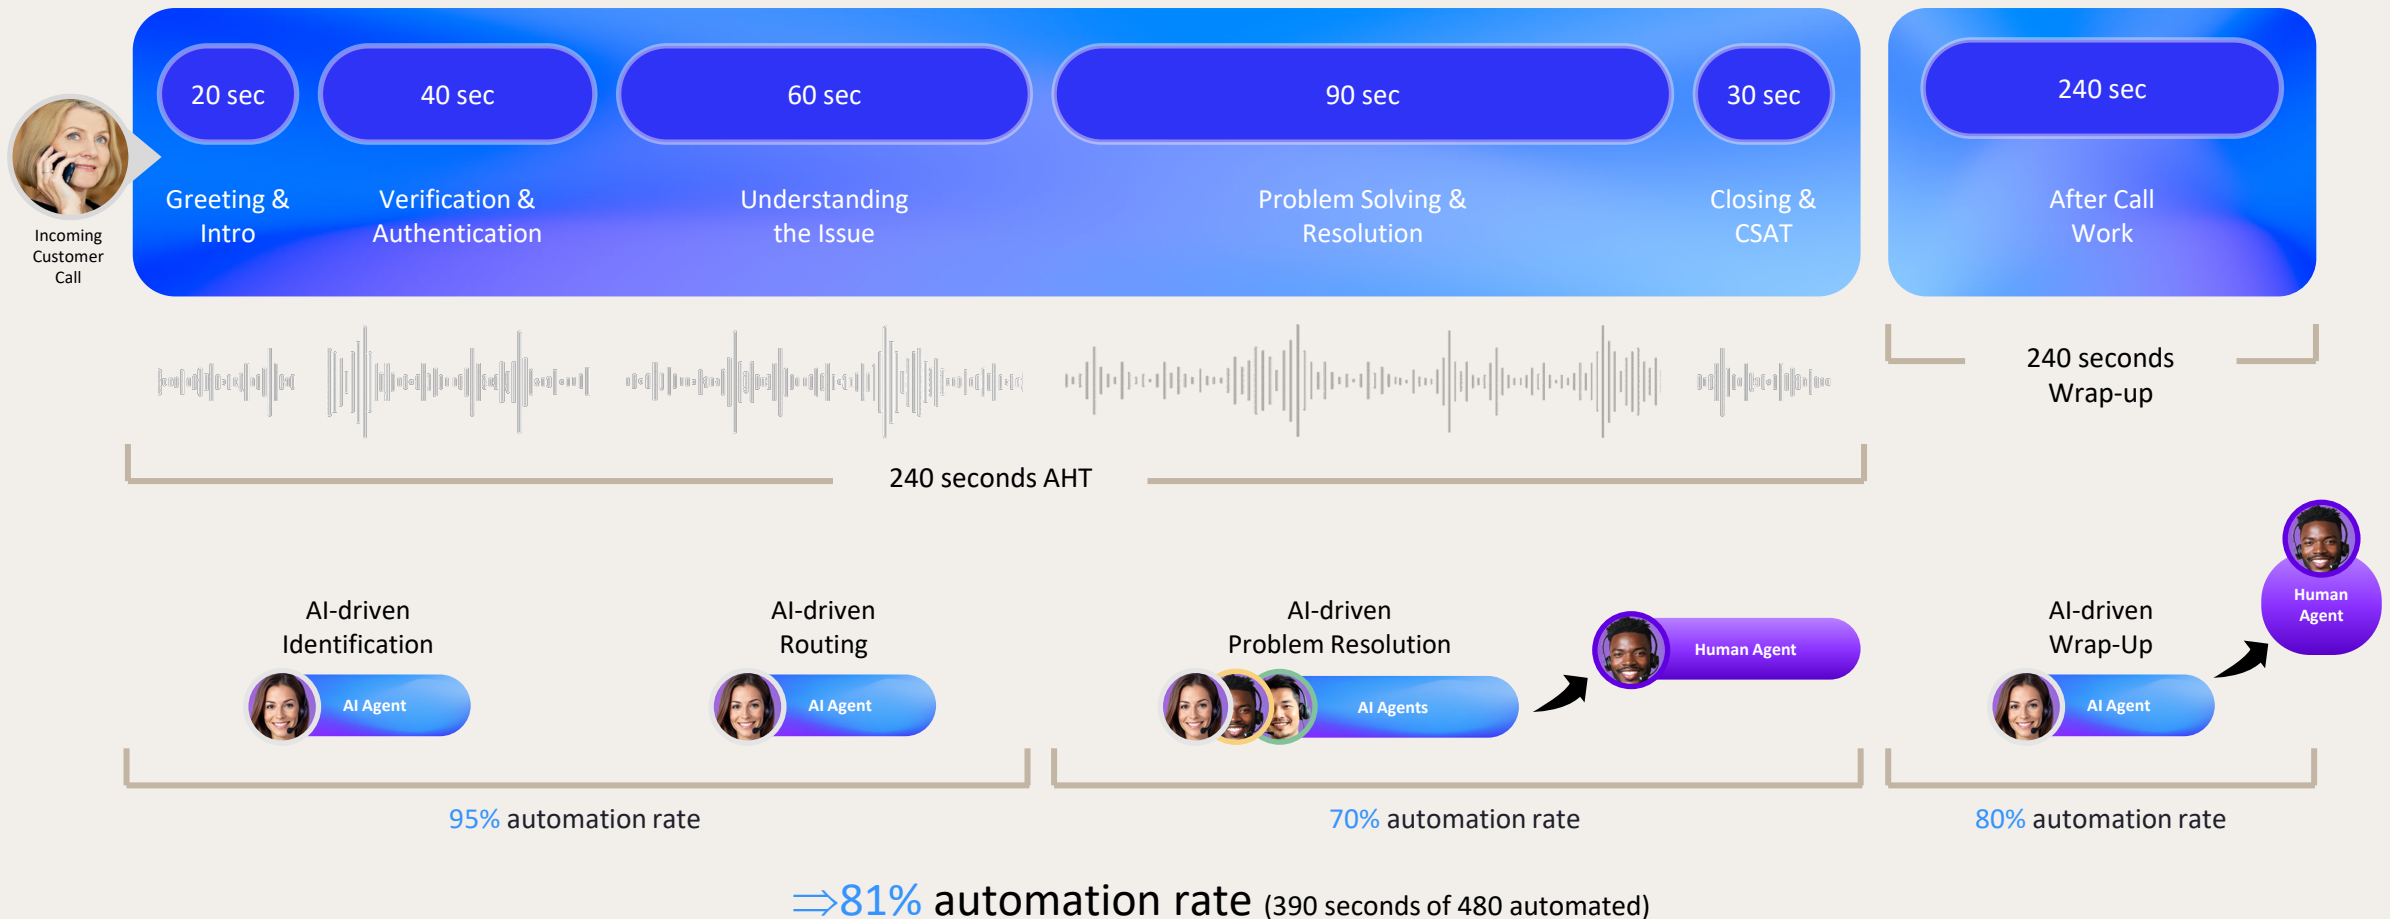 20 sec
40 sec
60 sec
90 sec
30 sec
240 sec
Greeting &
Intro
Verification &
Authentication
Understanding
the Issue
Problem Solving &
Resolution
Closing &
CSAT
After Call
Work
Incoming
Customer
Call
240 seconds
Wrap-up
240 seconds AHT
AI-driven
Identification
AI Agent
AI-driven
Routing
AI Agent
AI-driven
Problem Resolution
AI Agents
Human Agent
AI-driven
Wrap-Up
AI Agent
Human
Agent
95% automation rate
70% automation rate
80% automation rate
⇒81% automation rate (390 seconds of 480 automated)